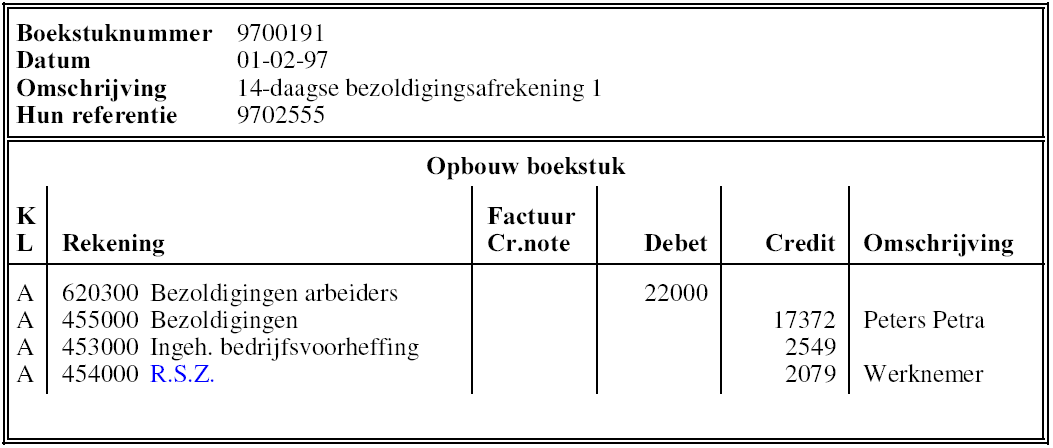 Boekstuknummer 9700191
Datum 01-02-97
Omschrijving 14-daagse bezoldigingsafrekening 1
Hun referentie 9702555
Opbouw boekstuk
K Factuur
L Rekening Cr.note Debet Credit Omschrijving
A 620300 Bezoldigingen arbeiders 22000
A 455000 Bezoldigingen 17372 Peters Petra
A 453000 Ingeh. bedrijfsvoorheffing 2549
A 454000 R.S.Z. 2079 Werknemer